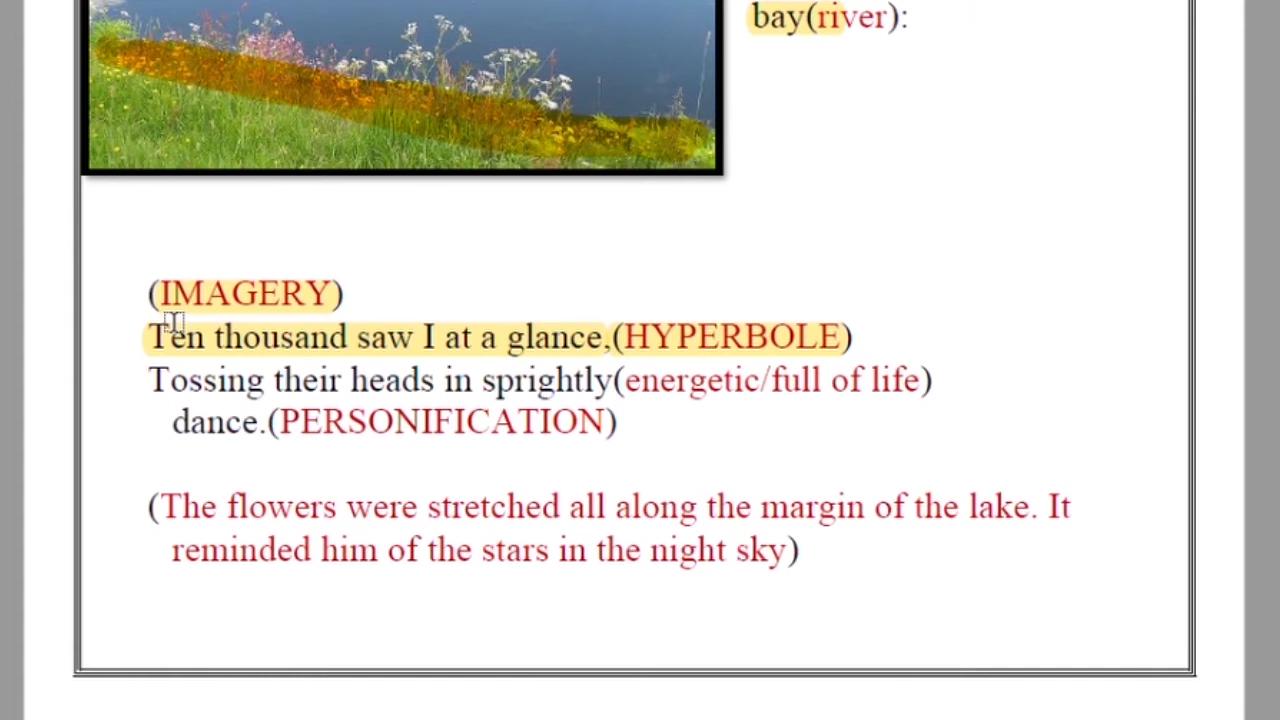 bay(river):
(IMAGERY)
Ten thousand saw I at a glance,(HYPERBOLE)
Tossing their heads in sprightly(energetic/full of life)
dance.(PERSONIFICATION)
(The flowers were stretched all along the margin of the lake. It
reminded him of the stars in the night sky)